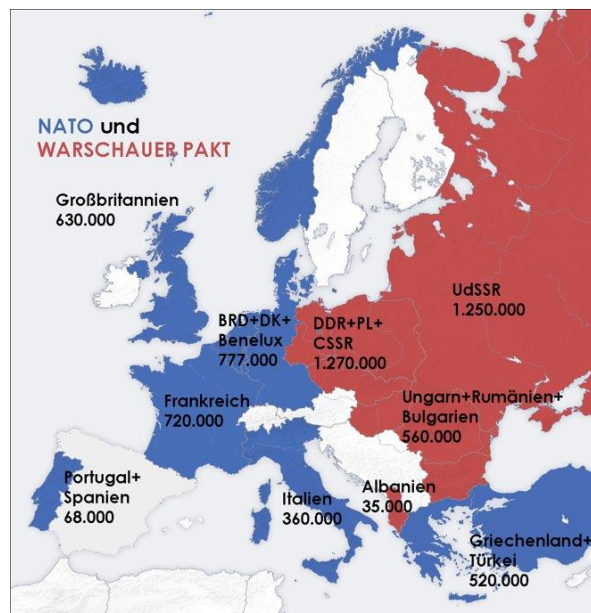 NATO und
WARSCHAUER PAKT
Großbritannien
630.000
UdSSR
1.250.000
BRD+DK+
Benelux
777.000
DDR+PL+
CSSR
1.270.000
Frankreich
720.000
Ungarn+Rumänien+
Bulgarien
560.000
Portugal+
Spanien
68.000
Italien
360.000
Albanien
35.000
Griechenland+
Türkei
520.000